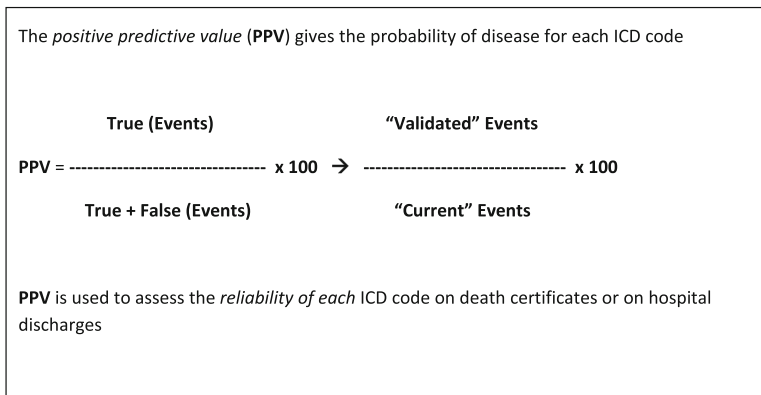 The positive predictive value (PPV) gives the probability of disease for each ICD code
True (Events) “Validated” Events
PPV = --------------------------------- x 100 → ---------------------------------- x 100
True + False (Events) “Current” Events
PPV is used to assess the reliability of each ICD code on death certificates or on hospital
discharges